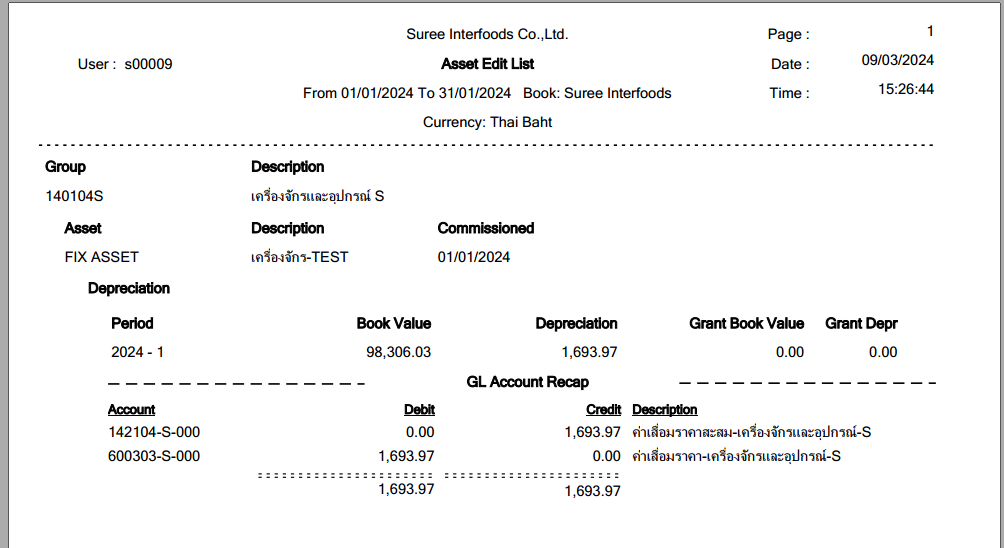 Suree Interfoods Co.,Ltd. Page : 1
User : s00009 Asset Edit List Date : 09/03/2024
From 01/01/2024 To 31/01/2024 Book: Suree Interfoods Time : 15:26:44
Currency: Thai Baht
Group Description
140104S เครื่องจักรและอุปกรณ์ S
Asset Description Commissioned
FIX ASSET เครื่องจักร-TEST 01/01/2024
Depreciation
Period Book Value Depreciation Grant Book Value Grant Depr
2024 - 1 98,306.03 1,693.97 0.00 0.00
GL Account Recap
Account Debit Credit Description
142104-S-000 0.00 1,693.97 ค่าเสื่อมราคาสะสม-เครื่องจักรและอุปกรณ์-S
600303-S-000 1,693.97 0.00 ค่าเสื่อมราคา-เครื่องจักรและอุปกรณ์-S
1,693.97 1,693.97